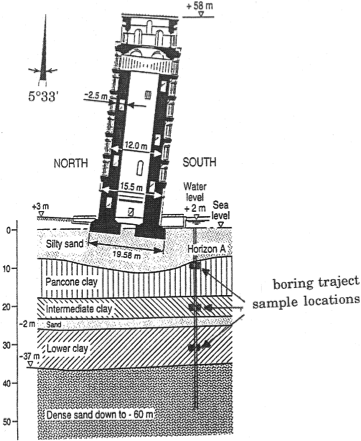 +58 m
5°33'
-2.5 m
12.0 m
NORTH
SOUTH
15.5 m
Water
level
+2 m
Sea
level
+3 m
0
Silty sand
Horizon A
19.58 m
10
Pancone clay
boring traject
sample locations
20
Intermediate clay
-2 m
Sand
30
Lower clay
-37 m
40
50
Dense sand down to - 60 m